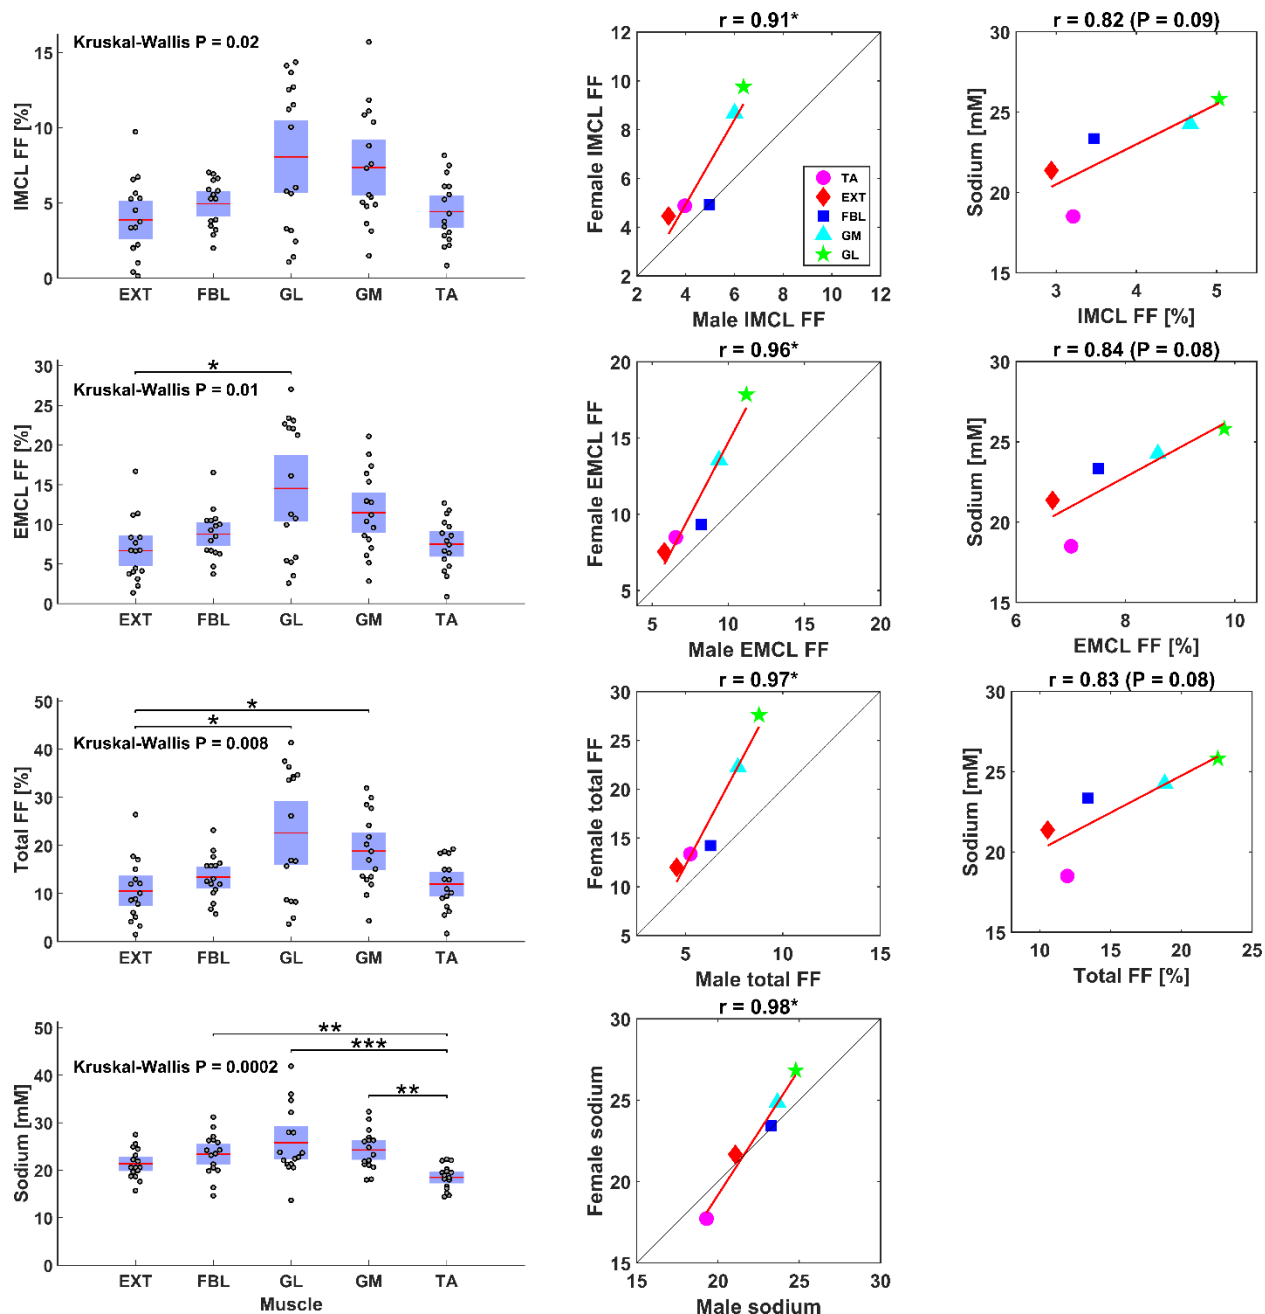 Kruskal-Wallis P = 0.02
IMCL FF [%]
15
10
5
0
EXT FBL GL GM TA
r = 0.91*
Female IMCL FF
12
10
8
6
4
2
TA
EXT
FBL
GM
GL
2 4 6 8 10 12
Male IMCL FF
r = 0.82 (P = 0.09)
Sodium [mM]
30
25
20
15
3 4 5
IMCL FF [%]
*
Kruskal-Wallis P = 0.01
EMCL FF [%]
30
25
20
15
10
5
0
EXT FBL GL GM TA
r = 0.96*
Female EMCL FF
20
15
10
5
5 10 15 20
Male EMCL FF
r = 0.84 (P = 0.08)
Sodium [mM]
30
25
20
15
6 8 10
EMCL FF [%]
*
*
Kruskal-Wallis P = 0.008
Total FF [%]
50
40
30
20
10
0
EXT FBL GL GM TA
r = 0.97*
Female total FF
30
25
20
15
10
5
5 10 15
Male total FF
r = 0.83 (P = 0.08)
Sodium [mM]
30
25
20
15
10 15 20 25
Total FF [%]
**
***
**
Kruskal-Wallis P = 0.0002
Sodium [mM]
50
40
30
20
10
0
EXT FBL GL GM TA
Muscle
r = 0.98*
Female sodium
30
25
20
15
15 20 25 30
Male sodium